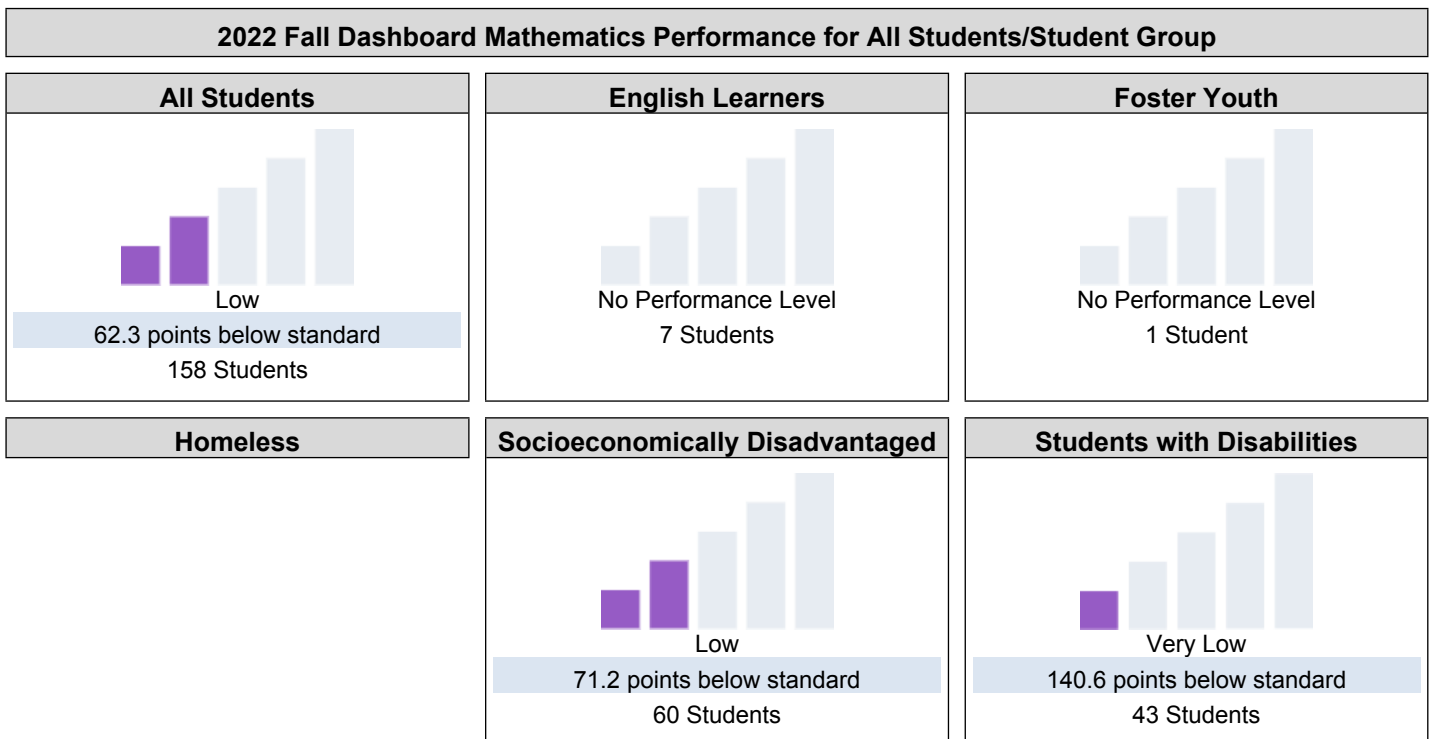 2022 Fall Dashboard Mathematics Performance for All Students/Student Group
All Students
Low
62.3 points below standard
158 Students
English Learners
No Performance Level
7 Students
Foster Youth
No Performance Level
1 Student
Homeless
Socioeconomically Disadvantaged
Low
71.2 points below standard
60 Students
Students with Disabilities
Very Low
140.6 points below standard
43 Students